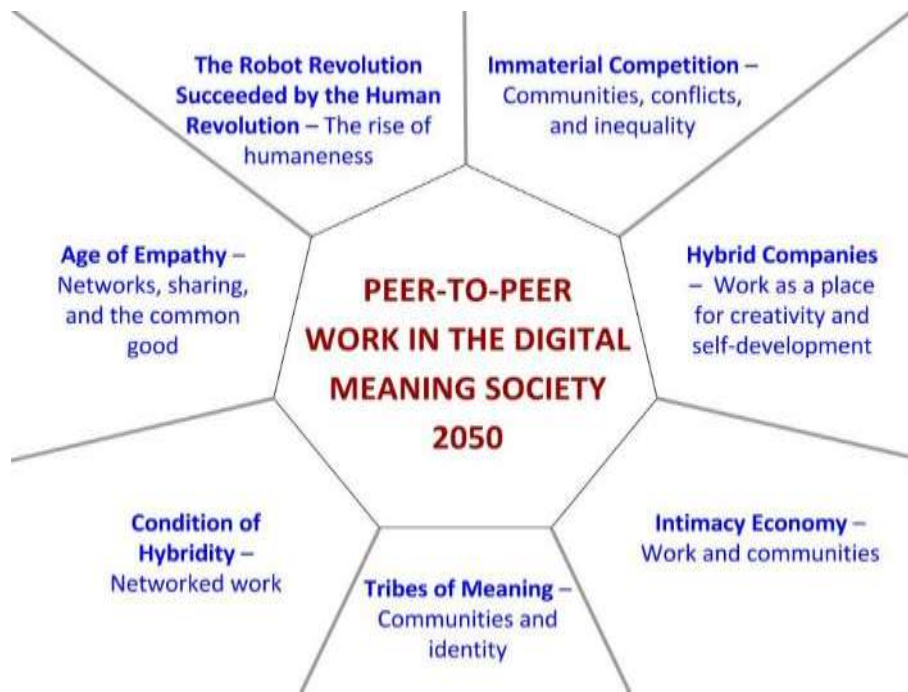 The Robot Revolution
Succeeded by the Human
Revolution – The rise of
humaneness
Immaterial Competition –
Communities, conflicts,
and inequality
Age of Empathy –
Networks, sharing,
and the common
good
PEER-TO-PEER
WORK IN THE DIGITAL
MEANING SOCIETY
2050
Hybrid Companies
– Work as a place
for creativity and
self-development
Condition of
Hybridity –
Networked work
Tribes of Meaning –
Communities and
identity
Intimacy Economy –
Work and communities